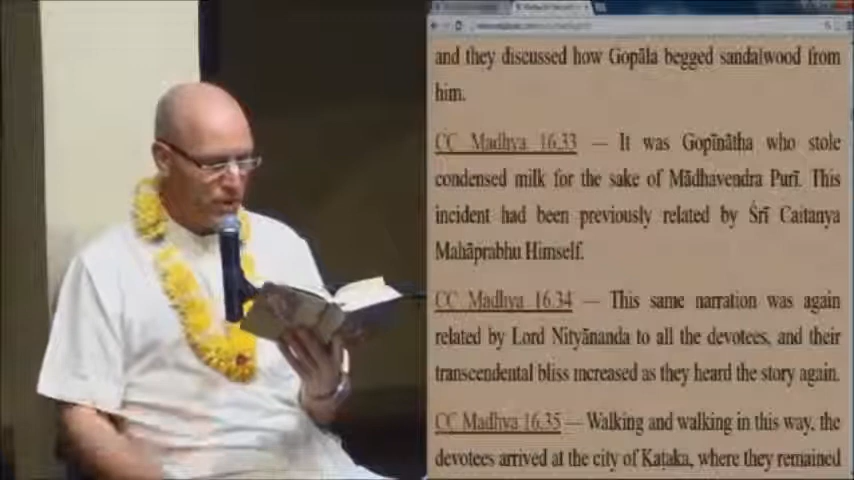 and they discussed how Gopāla begged sandalwood from
him.
CC Madhya 16.33 — It was Gopīnātha who stole
condensed milk for the sake of Mādhavendra Purī. This
incident had been previously related by Śrī Caitanya
Mahāprabhu Himself.
CC Madhya 16.34 — This same narration was again
related by Lord Nityānanda to all the devotees, and their
transcendental bliss increased as they heard the story again.
CC Madhya 16.35 — Walking and walking in this way, the
devotees arrived at the city of Kaṭaka, where they remained